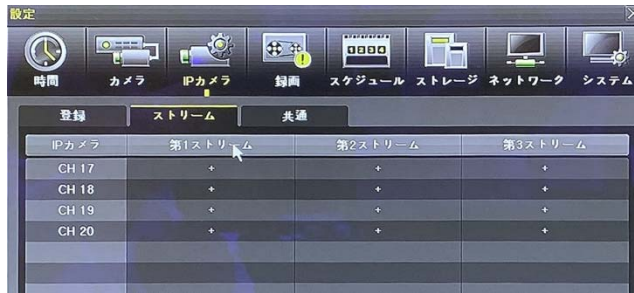 設定
時間 カメラ IPカメラ 録画 スケジュール ストレージ ネットワーク システム
登録 ストリーム 共通
IPカメラ 第1ストリーム 第2ストリーム 第3ストリーム
CH 17 + + +
CH 18 + + +
CH 19 + + +
CH 20 + + +